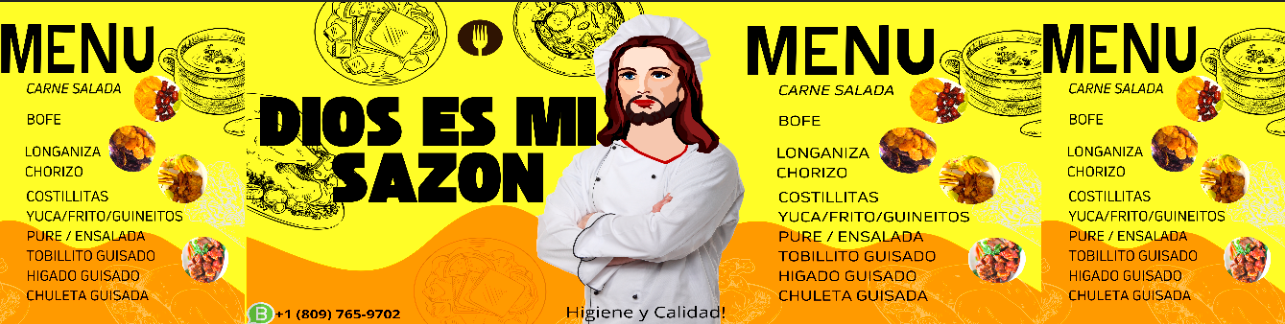 MENU
CARNE SALADA
BOFE
LONGANIZA
CHORIZO
COSTILLITAS
YUCA/FRITO/GUINEITOS
PURE / ENSALADA
TOBILLITO GUISADO
HIGADO GUISADO
CHULETA GUISADA
DIOS ES MI
SAZON
B +1 (809) 765-9702
Higiene y Calidad!
MENU
CARNE SALADA
BOFE
LONGANIZA
CHORIZO
COSTILLITAS
YUCA/FRITO/GUINEITOS
PURE / ENSALADA
TOBILLITO GUISADO
HIGADO GUISADO
CHULETA GUISADA
MENU
CARNE SALADA
BOFE
LONGANIZA
CHORIZO
COSTILLITAS
YUCA/FRITO/GUINEITOS
PURE / ENSALADA
TOBILLITO GUISADO
HIGADO GUISADO
CHULETA GUISADA